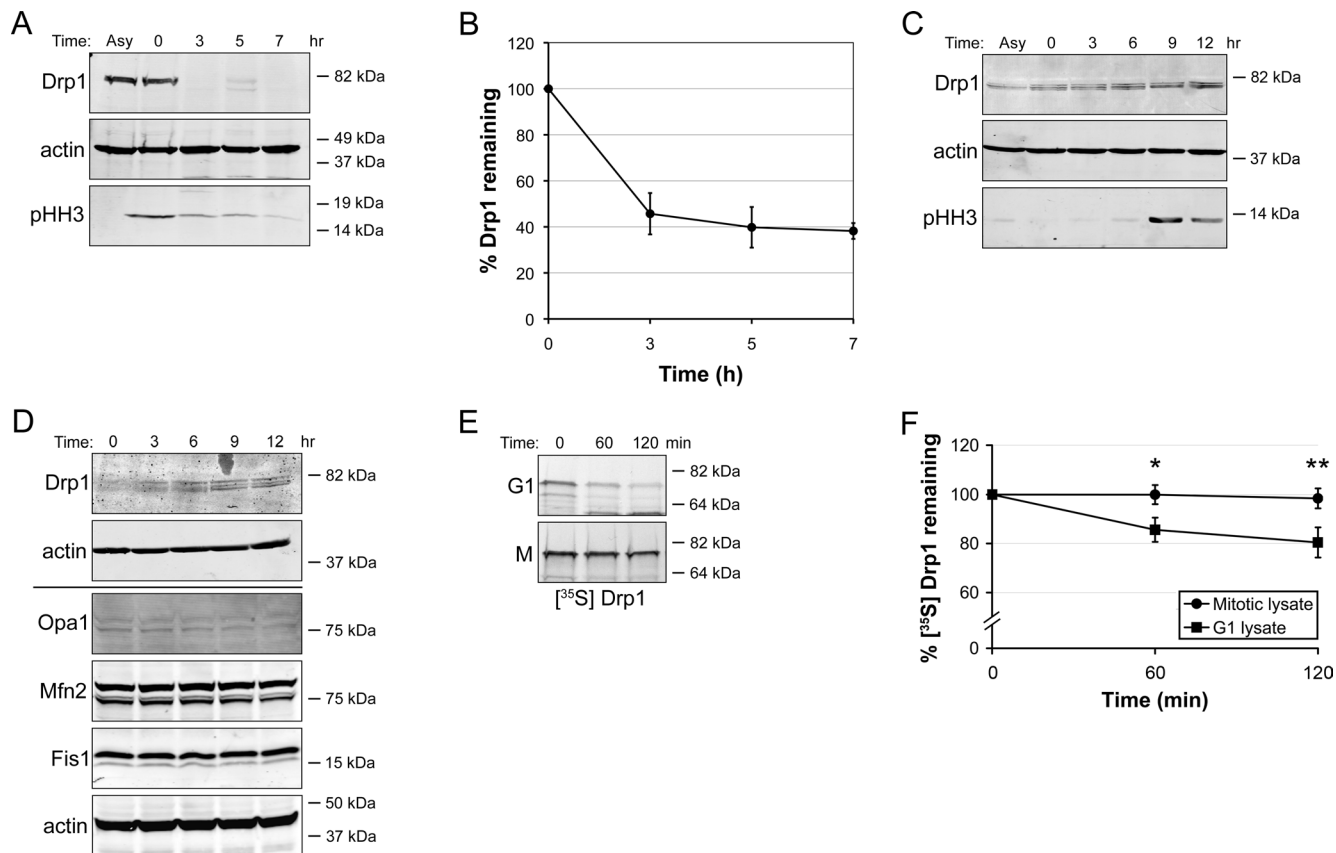 A
Time: Asy 0 3 5 7 hr
Drp1
82 kDa
actin
49 kDa
37 kDa
pHH3
19 kDa
14 kDa
B
120
100
80
60
40
20
0
% Drp1 remaining
0 3 5 7
Time (h)
C
Time: Asy 0 3 6 9 12 hr
Drp1
82 kDa
actin
37 kDa
pHH3
14 kDa
D
Time: 0 3 6 9 12 hr
Drp1
82 kDa
actin
37 kDa
Opa1
75 kDa
Mfn2
75 kDa
Fis1
15 kDa
actin
50 kDa
37 kDa
E
Time: 0 60 120 min
G1
82 kDa
64 kDa
M
82 kDa
64 kDa
[³⁵S] Drp1
F
120
100
80
60
0
% [³⁵S] Drp1 remaining
* **
Mitotic lysate
G1 lysate
0 60 120
Time (min)